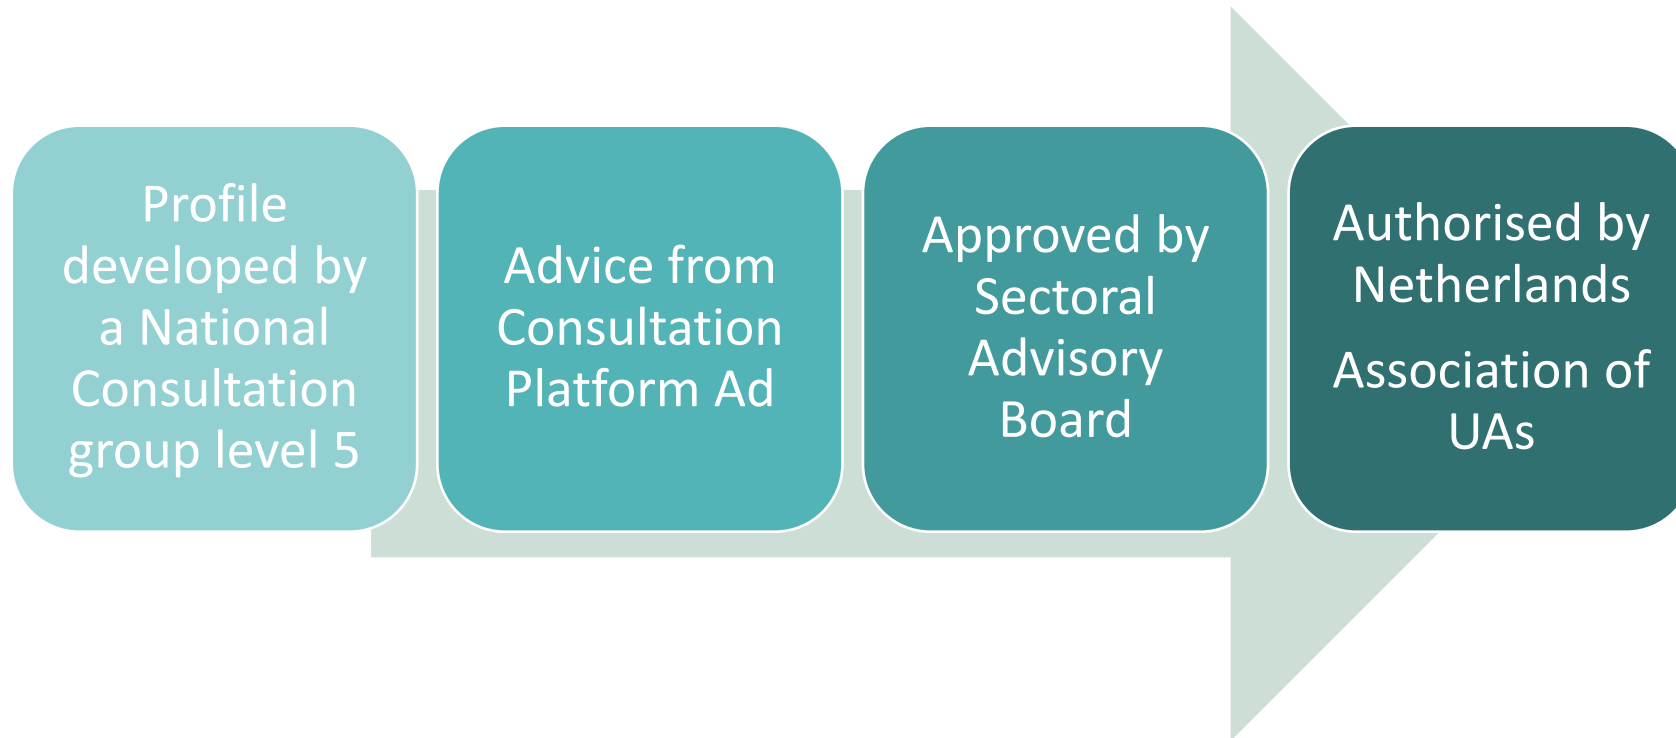 Profile
developed by
a National
Consultation
group level 5
Advice from
Consultation
Platform Ad
Approved by
Sectoral
Advisory
Board
Authorised by
Netherlands
Association of
UAs